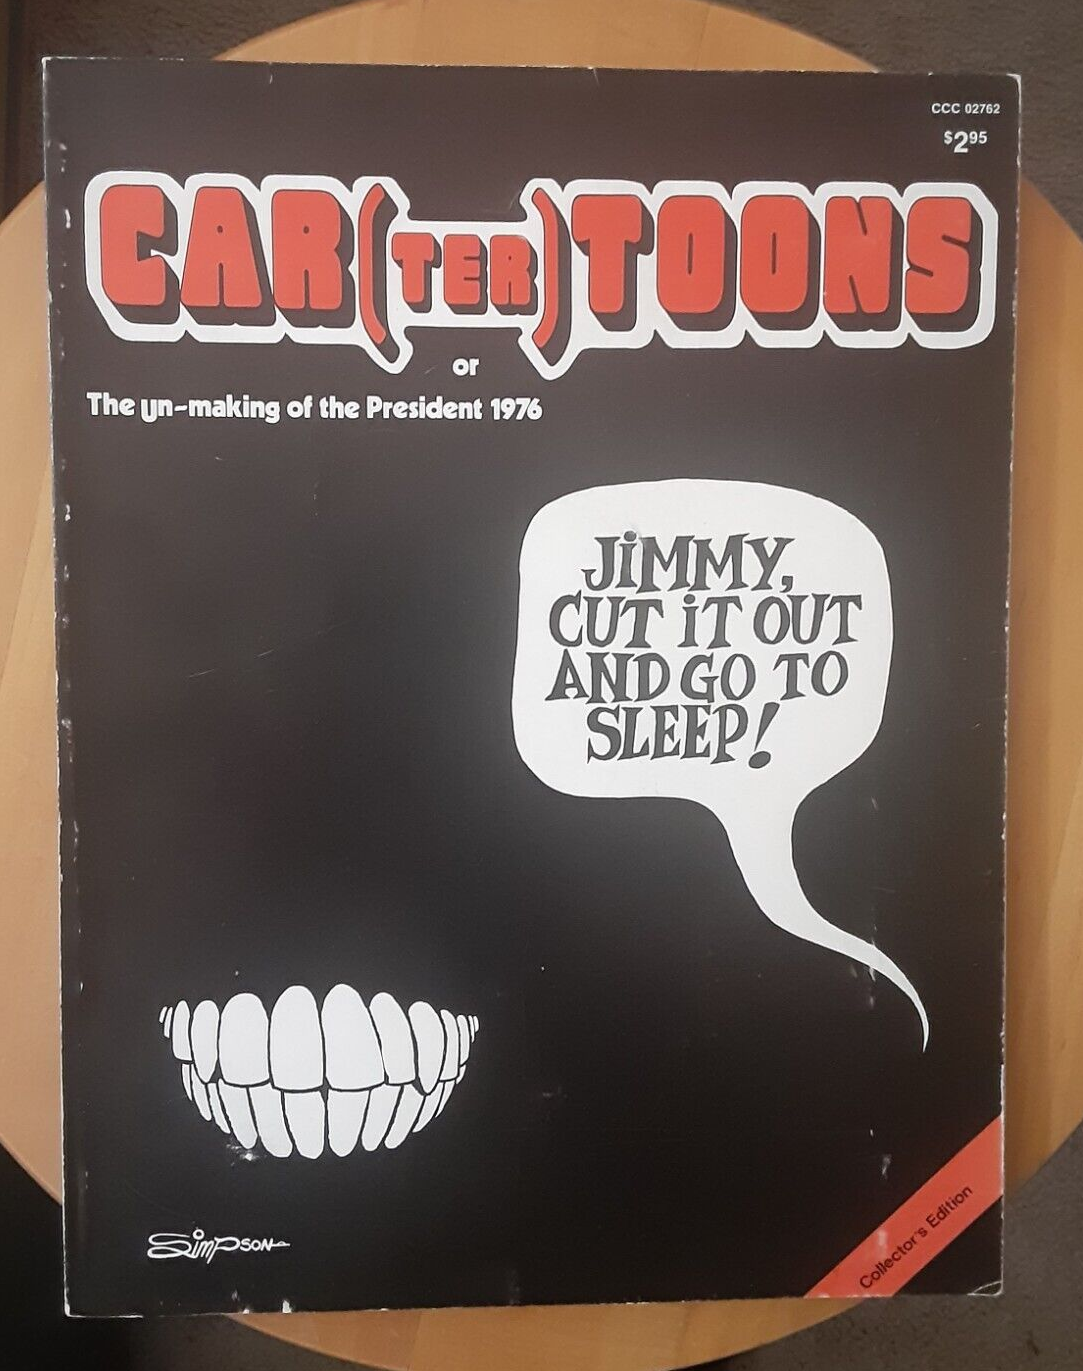 CCC 02762
$2.95
CAR(TER)TOONS
or
The un-making of the President 1976
JiMMY,
CUT iT OUT
AND GO TO
SLEEP!
SimPSON
Collector's Edition